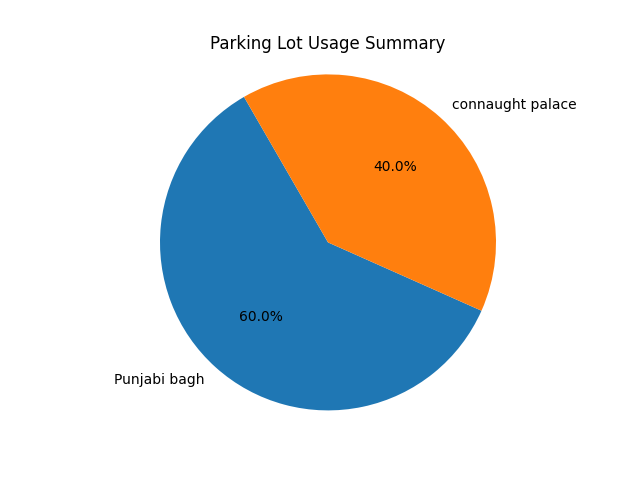 Parking Lot Usage Summary
connaught palace
40.0%
60.0%
Punjabi bagh